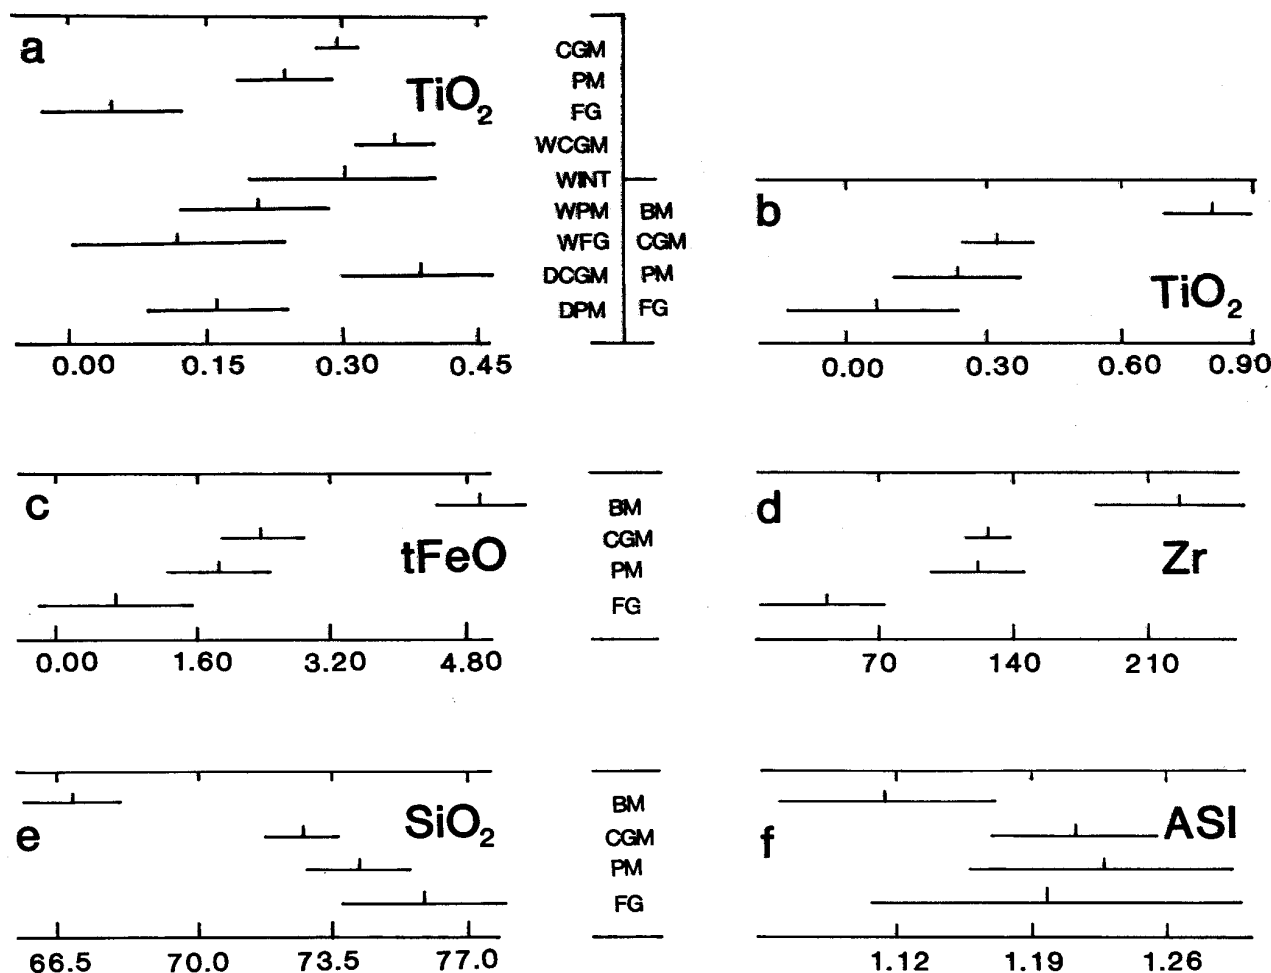 a
TiO2
CGM
PM
FG
WCGM
WINT
WPM
WFG
DCGM
DPM
BM
CGM
PM
FG
0.00 0.15 0.30 0.45
b
TiO2
0.00 0.30 0.60 0.90
c
tFeO
BM
CGM
PM
FG
0.00 1.60 3.20 4.80
d
Zr
70 140 210
e
SiO2
BM
CGM
PM
FG
66.5 70.0 73.5 77.0
f
ASI
1.12 1.19 1.26